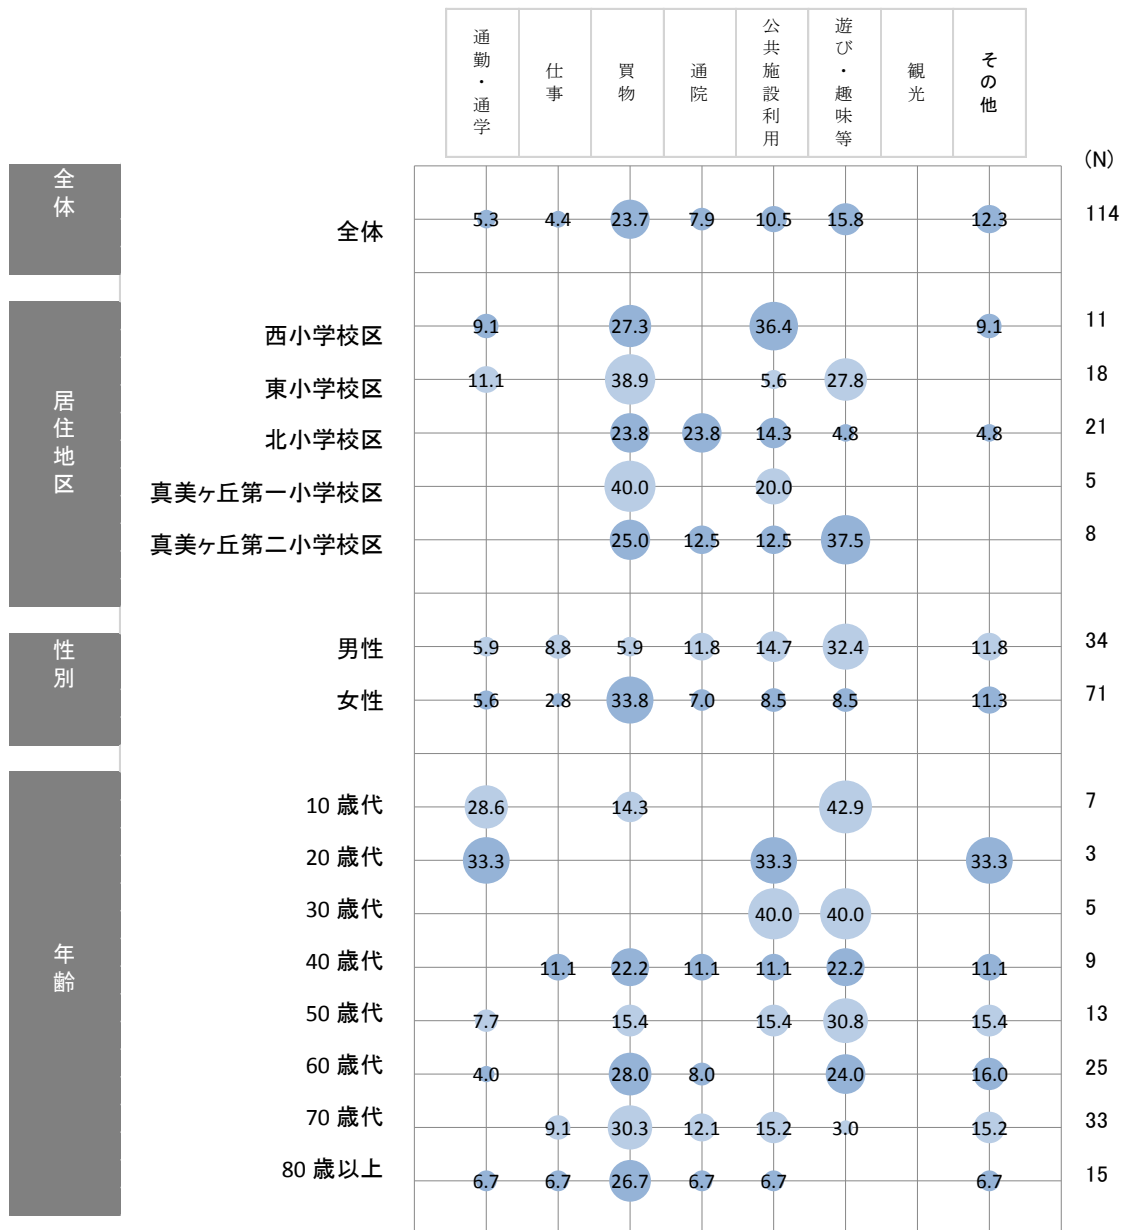 通勤・通学 仕事 買物 通院 公共施設利用 遊び・趣味等 観光 その他
(N)
全体
全体 5.3 4.4 23.7 7.9 10.5 15.8 12.3 114
居住地区
西小学校区 9.1 27.3 36.4 9.1 11
東小学校区 11.1 38.9 5.6 27.8 18
北小学校区 23.8 23.8 14.3 4.8 4.8 21
真美ヶ丘第一小学校区 40.0 20.0 5
真美ヶ丘第二小学校区 25.0 12.5 12.5 37.5 8
性別
男性 5.9 8.8 5.9 11.8 14.7 32.4 11.8 34
女性 5.6 2.8 33.8 7.0 8.5 8.5 11.3 71
年齢
10 歳代 28.6 14.3 42.9 7
20 歳代 33.3 33.3 33.3 3
30 歳代 40.0 40.0 5
40 歳代 11.1 22.2 11.1 11.1 22.2 11.1 9
50 歳代 7.7 15.4 15.4 30.8 15.4 13
60 歳代 4.0 28.0 8.0 24.0 16.0 25
70 歳代 9.1 30.3 12.1 15.2 3.0 15.2 33
80 歳以上 6.7 6.7 26.7 6.7 6.7 6.7 15